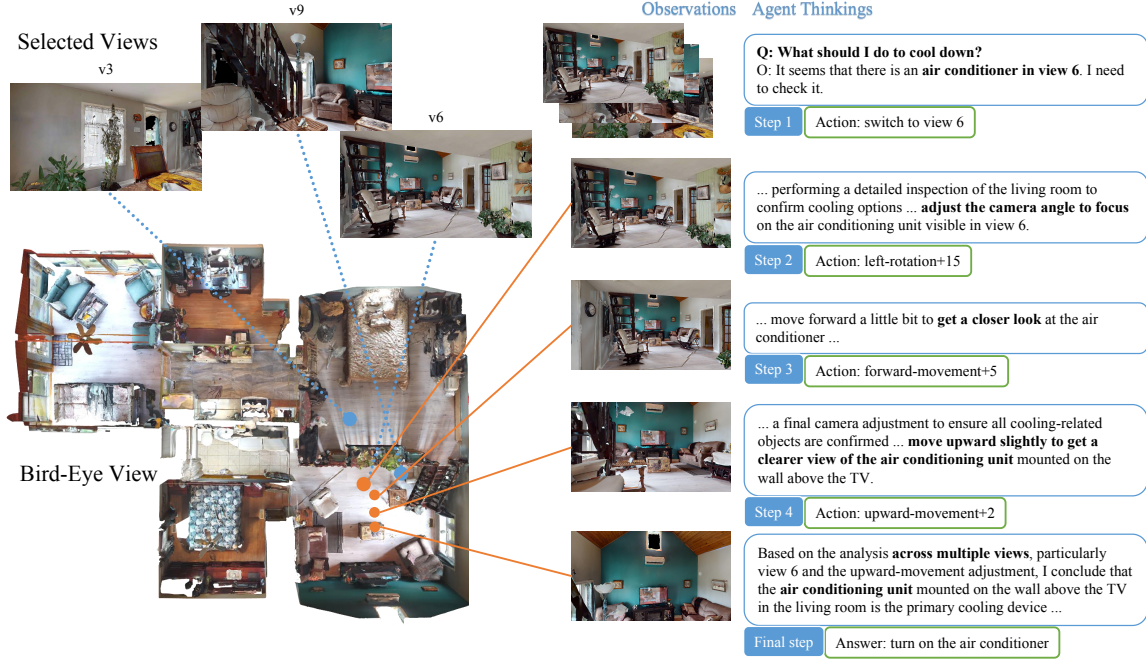 Observations Agent Thinkings
Selected Views
v3
v9
v6
Bird-Eye View
Q: What should I do to cool down?
O: It seems that there is an air conditioner in view 6. I need
to check it.
Step 1
Action: switch to view 6
... performing a detailed inspection of the living room to
confirm cooling options ... adjust the camera angle to focus
on the air conditioning unit visible in view 6.
Step 2
Action: left-rotation+15
... move forward a little bit to get a closer look at the air
conditioner ...
Step 3
Action: forward-movement+5
... a final camera adjustment to ensure all cooling-related
objects are confirmed ... move upward slightly to get a
clearer view of the air conditioning unit mounted on the
wall above the TV.
Step 4
Action: upward-movement+2
Based on the analysis across multiple views, particularly
view 6 and the upward-movement adjustment, I conclude that
the air conditioning unit mounted on the wall above the TV
in the living room is the primary cooling device ...
Final step
Answer: turn on the air conditioner